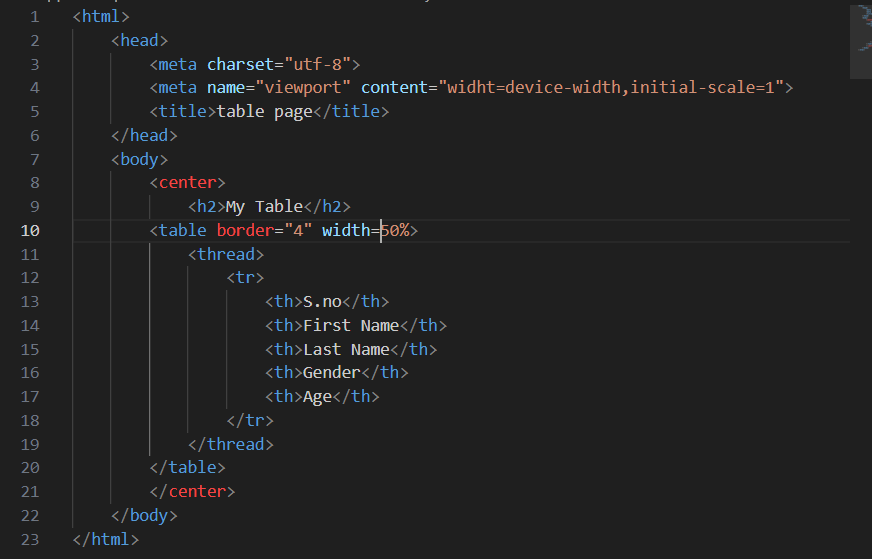 1 <html>
2 <head>
3 <meta charset="utf-8">
4 <meta name="viewport" content="widht=device-width,initial-scale=1">
5 <title>table page</title>
6 </head>
7 <body>
8 <center>
9 <h2>My Table</h2>
10 <table border="4" width=50%>
11 <thread>
12 <tr>
13 <th>S.no</th>
14 <th>First Name</th>
15 <th>Last Name</th>
16 <th>Gender</th>
17 <th>Age</th>
18 </tr>
19 </thread>
20 </table>
21 </center>
22 </body>
23 </html>